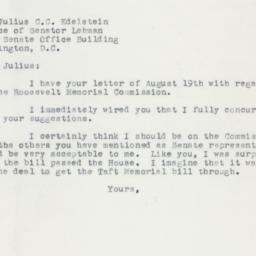 Julius C.C. Edelstein
ce of Senator Lehman
Senate Office Building
ington, D.C.
Julius:
I have your letter of August 19th with rega
he Roosevelt Memorial Commission.
I immediately wired you that I fully concur
your suggestions.
I certainly think I should be on the Commis
the others you have mentioned as Senate represent
d be very acceptable to me. Like you, I was surp
the bill passed the House. I imagine that it wa
he deal to get the Taft Memorial bill through.
Yours,